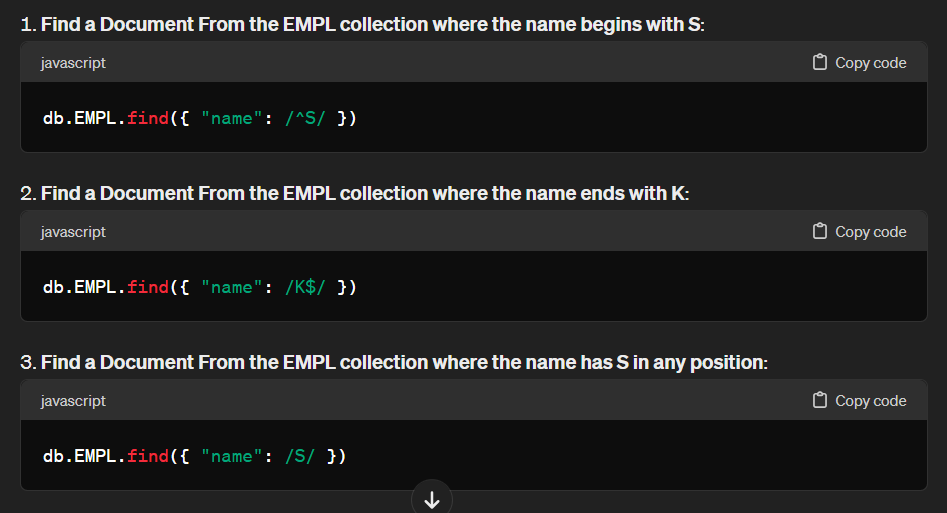 1. Find a Document From the EMPL collection where the name begins with S:
javascript Copy code
db.EMPL.find({ "name": /^S/ })
2. Find a Document From the EMPL collection where the name ends with K:
javascript Copy code
db.EMPL.find({ "name": /K$/ })
3. Find a Document From the EMPL collection where the name has S in any position:
javascript Copy code
db.EMPL.find({ "name": /S/ })